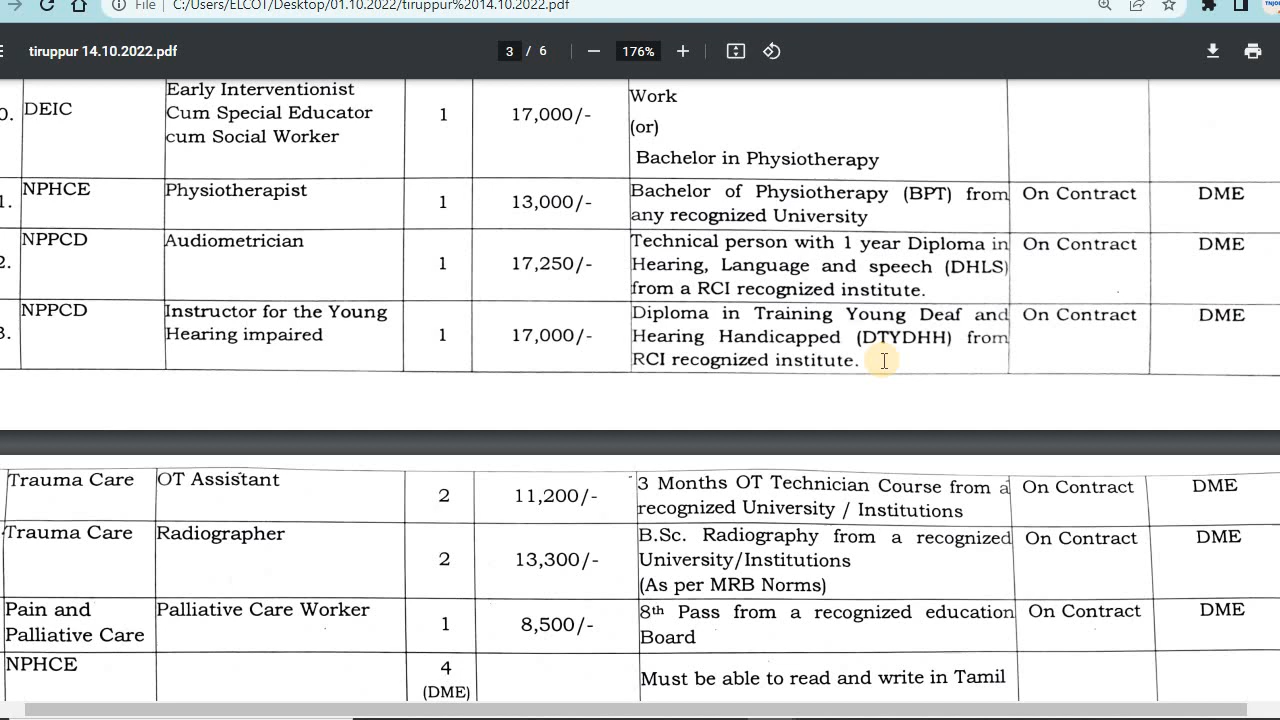 File
C:/Users/ELCOT/Desktop/01.10.2022/tiruppur%2014.10.2022.pdf
tiruppur 14.10.2022.pdf
3 / 6
176%
0. DEIC Early Interventionist Cum Special Educator cum Social Worker 1 17,000/- Work
(or)
Bachelor in Physiotherapy
1. NPHCE Physiotherapist 1 13,000/- Bachelor of Physiotherapy (BPT) from On Contract DME
any recognized University
2. NPPCD Audiometrician 1 17,250/- Technical person with 1 year Diploma in On Contract DME
Hearing, Language and speech (DHLS)
from a RCI recognized institute.
3. NPPCD Instructor for the Young Hearing impaired 1 17,000/- Diploma in Training Young Deaf and On Contract DME
Hearing Handicapped (DTYDHH) from
RCI recognized institute.
Trauma Care OT Assistant 2 11,200/- 3 Months OT Technician Course from a On Contract DME
recognized University / Institutions
Trauma Care Radiographer 2 13,300/- B.Sc. Radiography from a recognized On Contract DME
University/Institutions
(As per MRB Norms)
Pain and Palliative Care Palliative Care Worker 1 8,500/- 8th Pass from a recognized education On Contract DME
Board
NPHCE 4 (DME) Must be able to read and write in Tamil